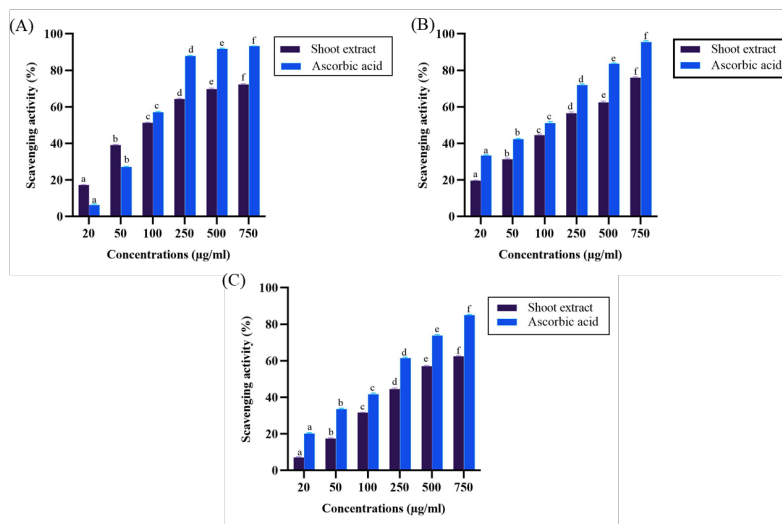 (A)
Scavenging activity (%)
100
80
60
40
20
0
a a b b c c d d e e f f
20 50 100 250 500 750
Concentrations (µg/ml)
Shoot extract
Ascorbic acid
(B)
Scavenging activity (%)
100
80
60
40
20
0
a a b b c c d d e e f f
20 50 100 250 500 750
Concentrations (µg/ml)
Shoot extract
Ascorbic acid
(C)
Scavenging activity (%)
100
80
60
40
20
0
a a b b c c d d e e f f
20 50 100 250 500 750
Concentrations (µg/ml)
Shoot extract
Ascorbic acid